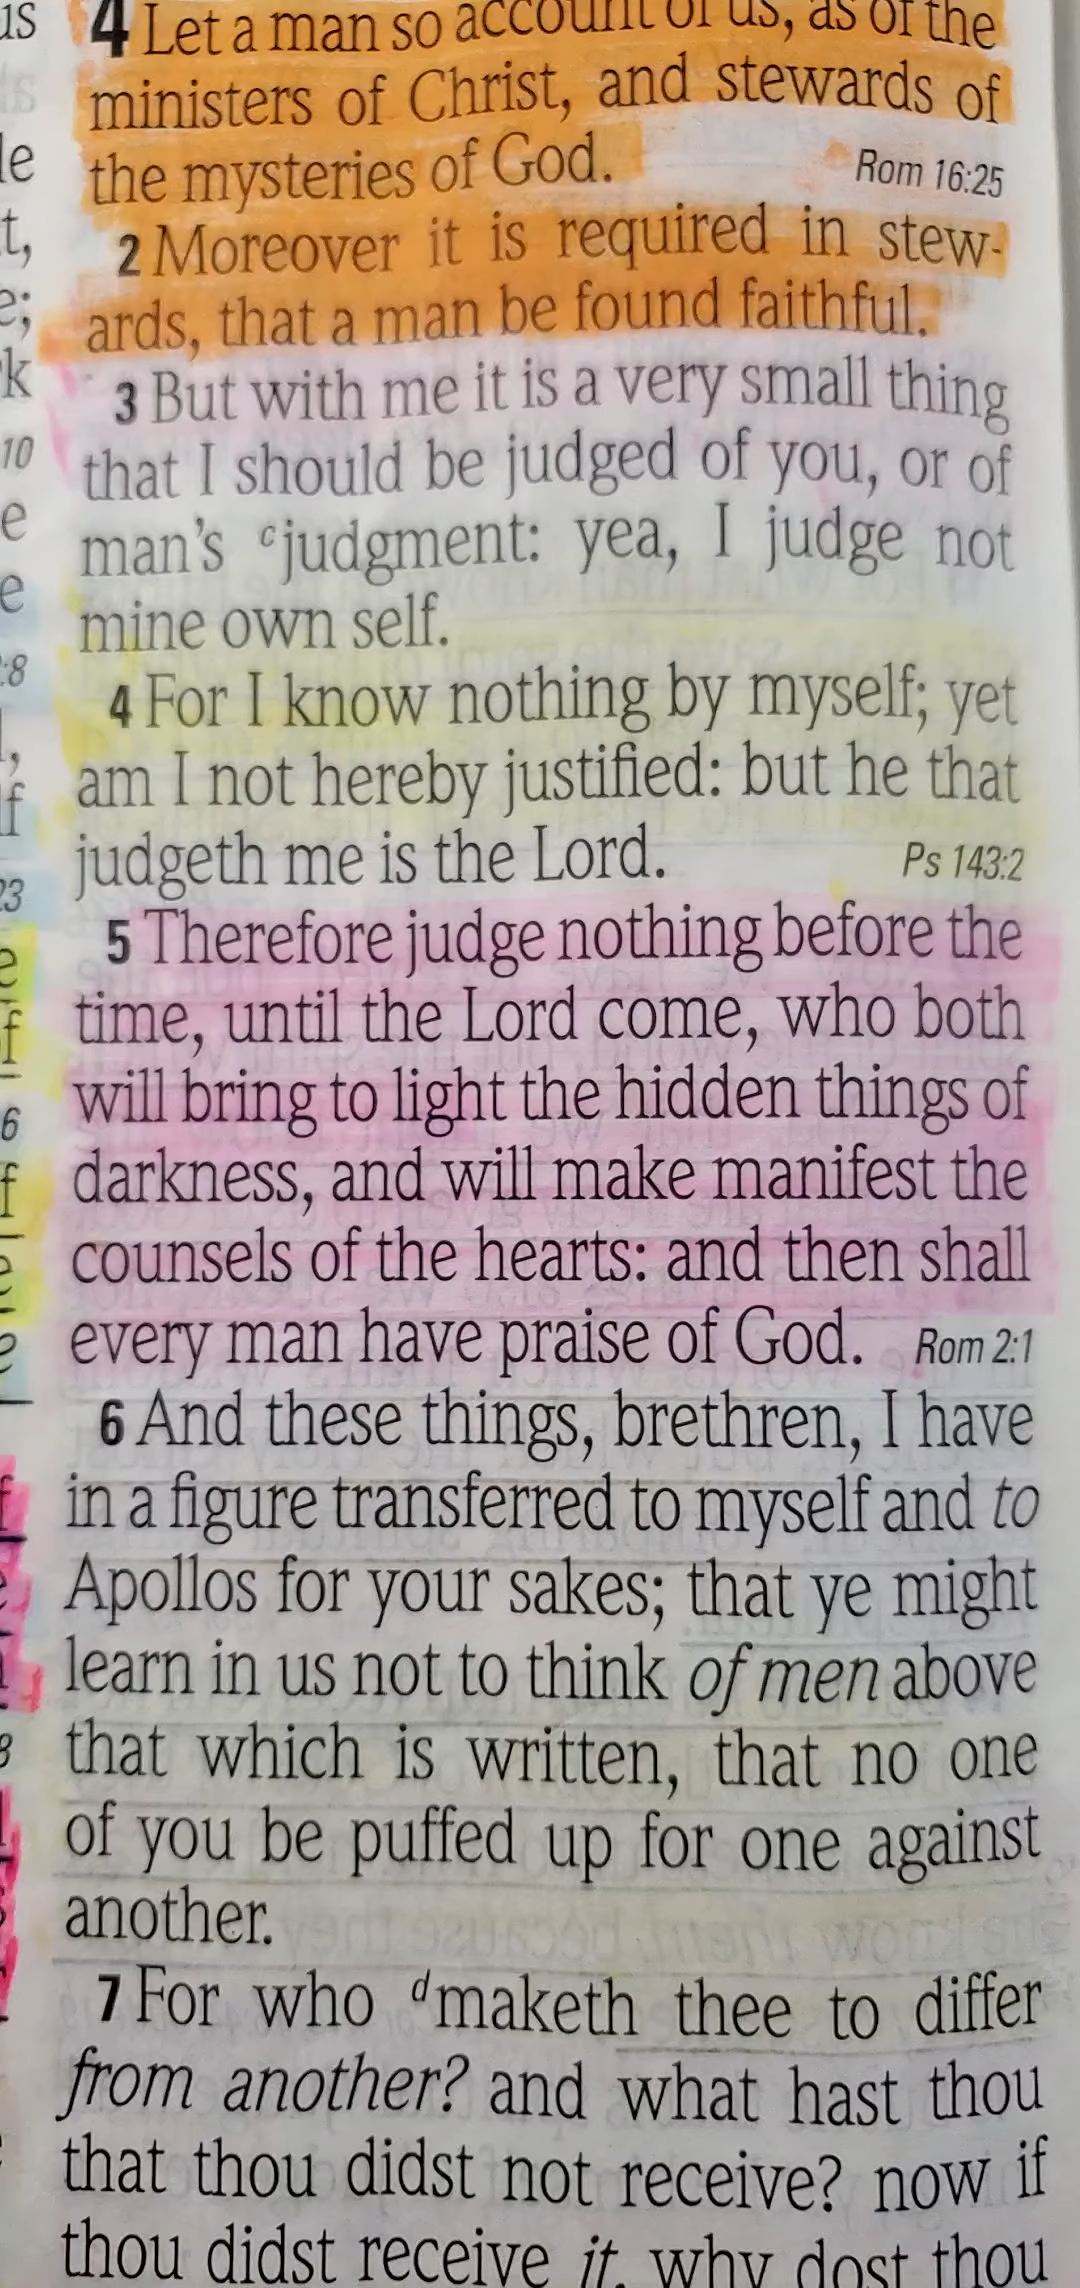 4 Let a man so account of us, as of the
ministers of Christ, and stewards of
the mysteries of God. Rom 16:25
2 Moreover it is required in stew-
ards, that a man be found faithful.
3 But with me it is a very small thing
that I should be judged of you, or of
man's cjudgment: yea, I judge not
mine own self.
4 For I know nothing by myself; yet
am I not hereby justified: but he that
judgeth me is the Lord. Ps 143:2
5 Therefore judge nothing before the
time, until the Lord come, who both
will bring to light the hidden things of
darkness, and will make manifest the
counsels of the hearts: and then shall
every man have praise of God. Rom 2:1
6 And these things, brethren, I have
in a figure transferred to myself and to
Apollos for your sakes; that ye might
learn in us not to think of men above
that which is written, that no one
of you be puffed up for one against
another.
7 For who dmaketh thee to differ
from another? and what hast thou
that thou didst not receive? now if
thou didst receive it, why dost thou